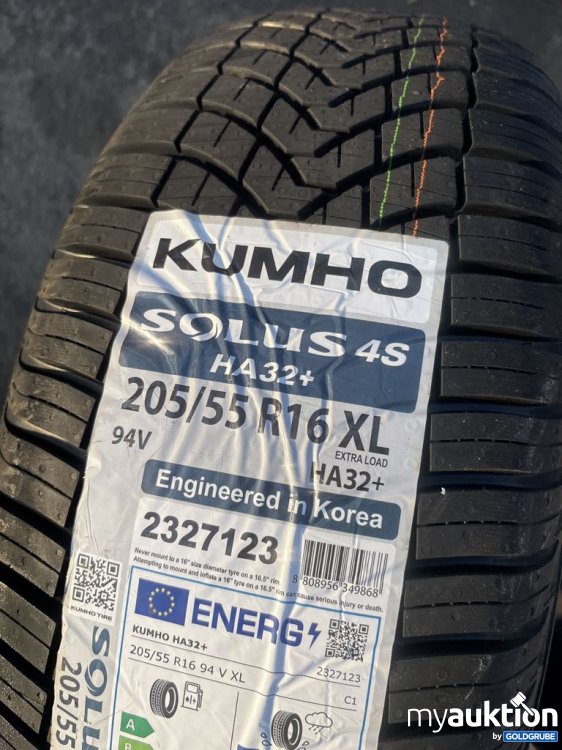 KUMHO
SOLUS 4S
HA32+
205/55 R16 XL
EXTRA LOAD
94V
HA32+
Engineered in Korea
2327123
8 808956 349868
Never mount to a 16" size diameter tyre on a 16.5" rim.
Attempting to mount and inflate a 16" tyre on a 16.5" rim can cause serious injury or death.
KUMHO TIRE
ENERG
KUMHO HA32+
2327123
205/55 R16 94 V XL
C1
A
B
SOLUS
205/55
myauktion
by GOLDGRUBE